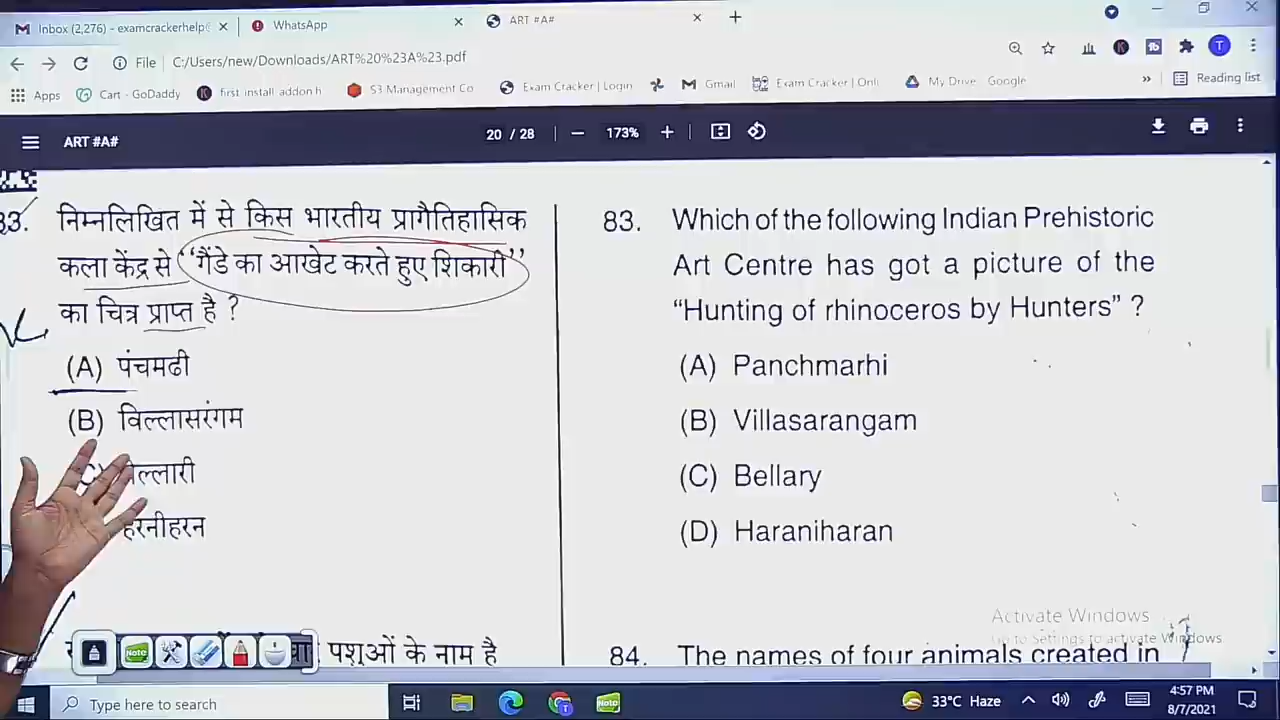 Inbox (2,276) - examcrackerhelp@
WhatsApp
ART #A#
File
C:/Users/new/Downloads/ART%20%23A%23.pdf
Apps
Cart - GoDaddy
first install addon h
S3 Management Co
Exam Cracker | Login
Gmail
Exam Cracker | Onli
My Drive
Google
Reading list
ART #A#
20 / 28
173%
83.
निम्नलिखित में से किस भारतीय प्रागैतिहासिक
कला केंद्र से ‘‘गैंडे का आखेट करते हुए शिकारी’’
का चित्र प्राप्त है ?
(A) पंचमढी
(B) विल्लासरंगम
हरनीहरन
पशुओं के नाम है
83. Which of the following Indian Prehistoric
Art Centre has got a picture of the
“Hunting of rhinoceros by Hunters” ?
(A) Panchmarhi
(B) Villasarangam
(C) Bellary
(D) Haraniharan
84. The names of four animals created in
Activate Windows
Go to Settings to activate Windows
Note
Type here to search
Note
33°C Haze
4:57 PM
8/7/2021